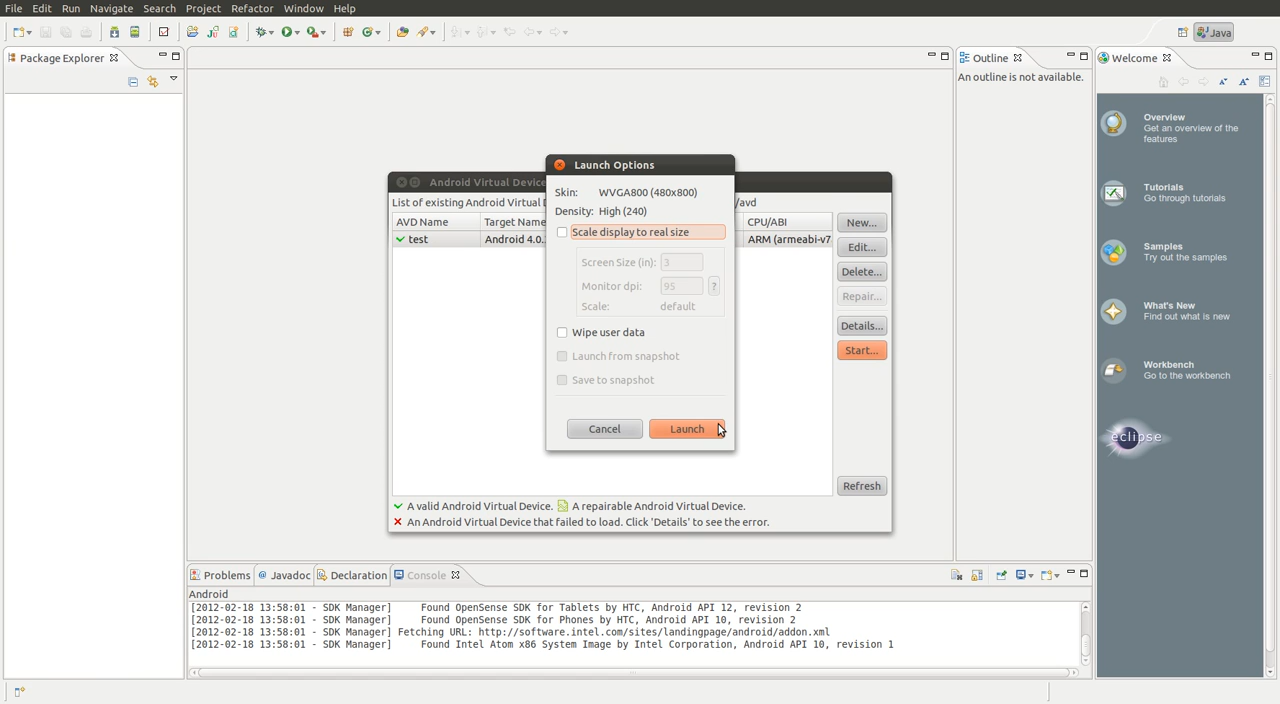 File Edit Run Navigate Search Project Refactor Window Help
Java
Package Explorer
Outline
An outline is not available.
Welcome
Overview
Get an overview of the
features
Tutorials
Go through tutorials
Samples
Try out the samples
What's New
Find out what is new
Workbench
Go to the workbench
eclipse
Android Virtual Device
List of existing Android Virtual D
/avd
AVD Name Target Name CPU/ABI
test Android 4.0. ARM (armeabi-v7
New...
Edit...
Delete...
Repair...
Details...
Start...
Refresh
A valid Android Virtual Device. A repairable Android Virtual Device.
An Android Virtual Device that failed to load. Click 'Details' to see the error.
Launch Options
Skin: WVGA800 (480x800)
Density: High (240)
Scale display to real size
Screen Size (in): 3
Monitor dpi: 95 ?
Scale: default
Wipe user data
Launch from snapshot
Save to snapshot
Cancel Launch
Problems @ Javadoc Declaration Console
Android
[2012-02-18 13:58:01 - SDK Manager] Found OpenSense SDK for Tablets by HTC, Android API 12, revision 2
[2012-02-18 13:58:01 - SDK Manager] Found OpenSense SDK for Phones by HTC, Android API 10, revision 2
[2012-02-18 13:58:01 - SDK Manager] Fetching URL: http://software.intel.com/sites/landingpage/android/addon.xml
[2012-02-18 13:58:01 - SDK Manager] Found Intel Atom x86 System Image by Intel Corporation, Android API 10, revision 1